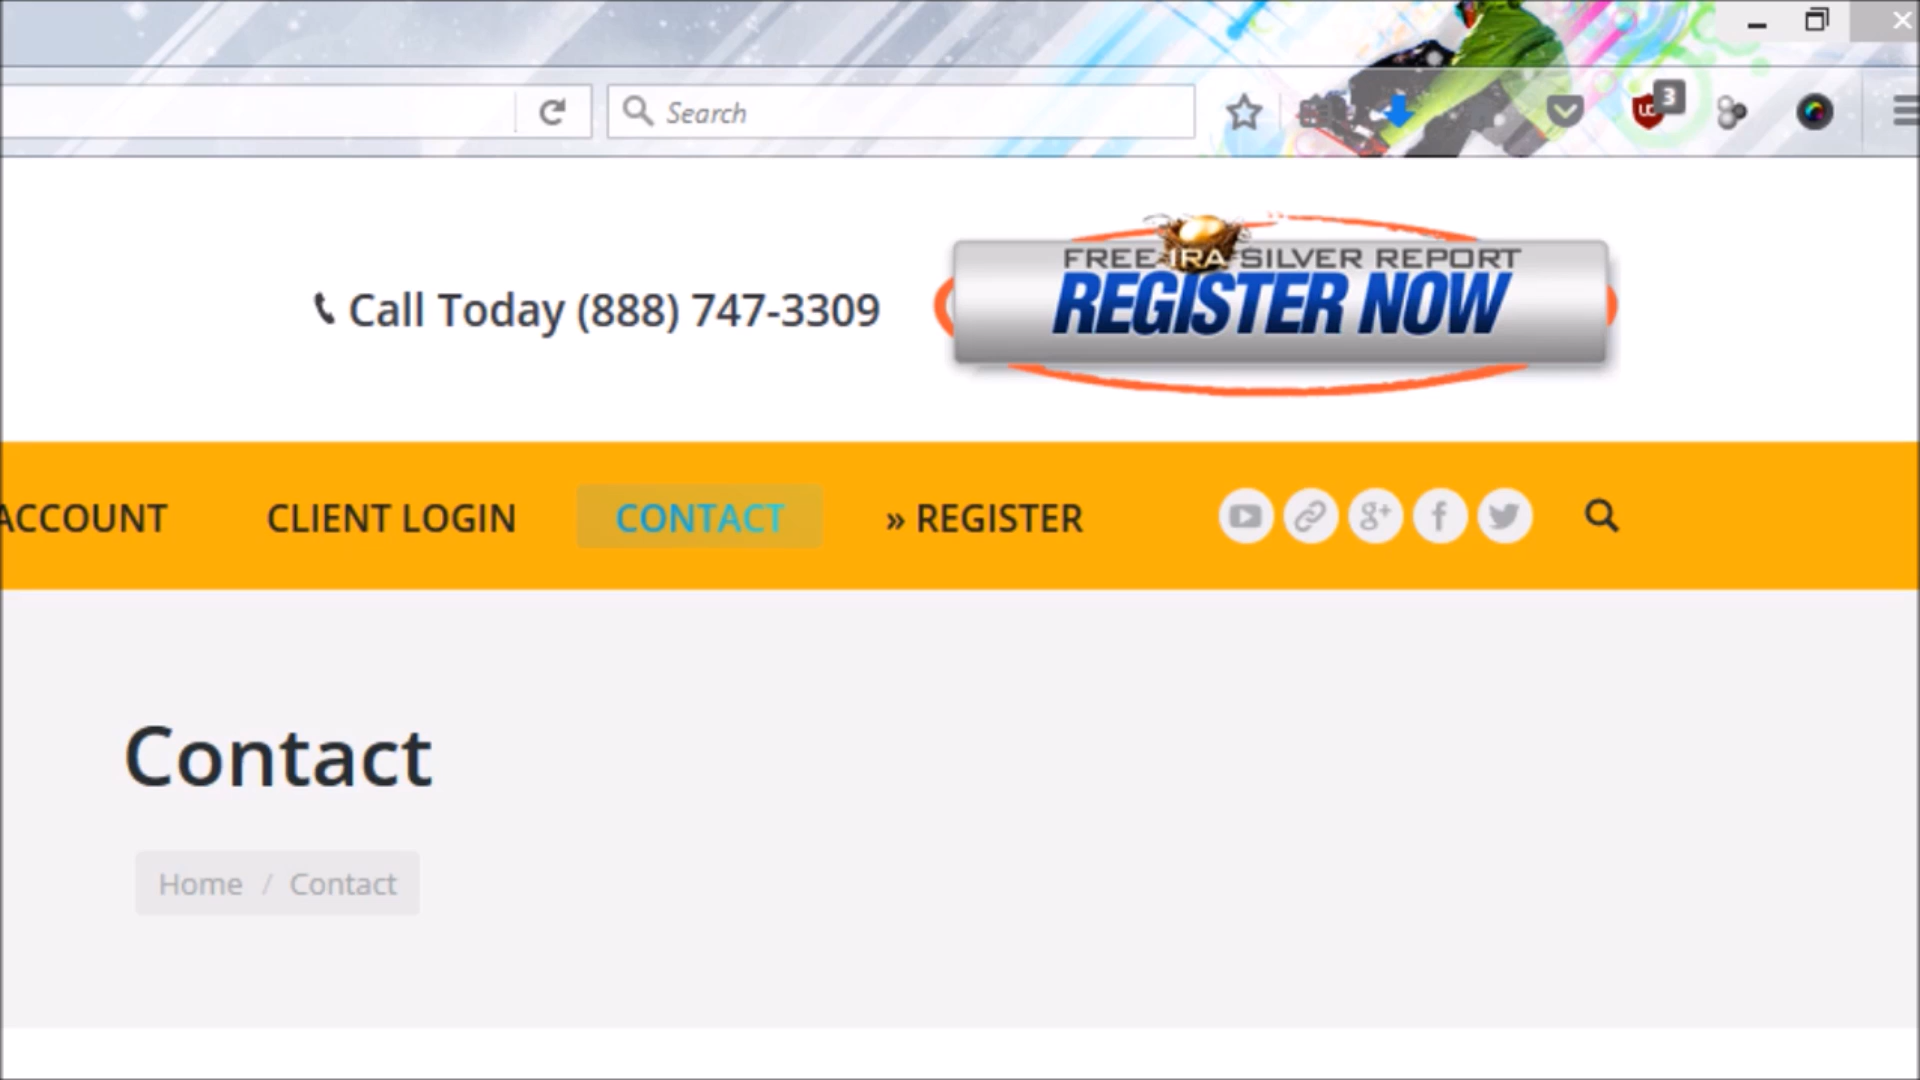 Search
3
FREE IRA SILVER REPORT
REGISTER NOW
Call Today (888) 747-3309
ACCOUNT
CLIENT LOGIN
CONTACT
» REGISTER
g+
f
Contact
Home / Contact